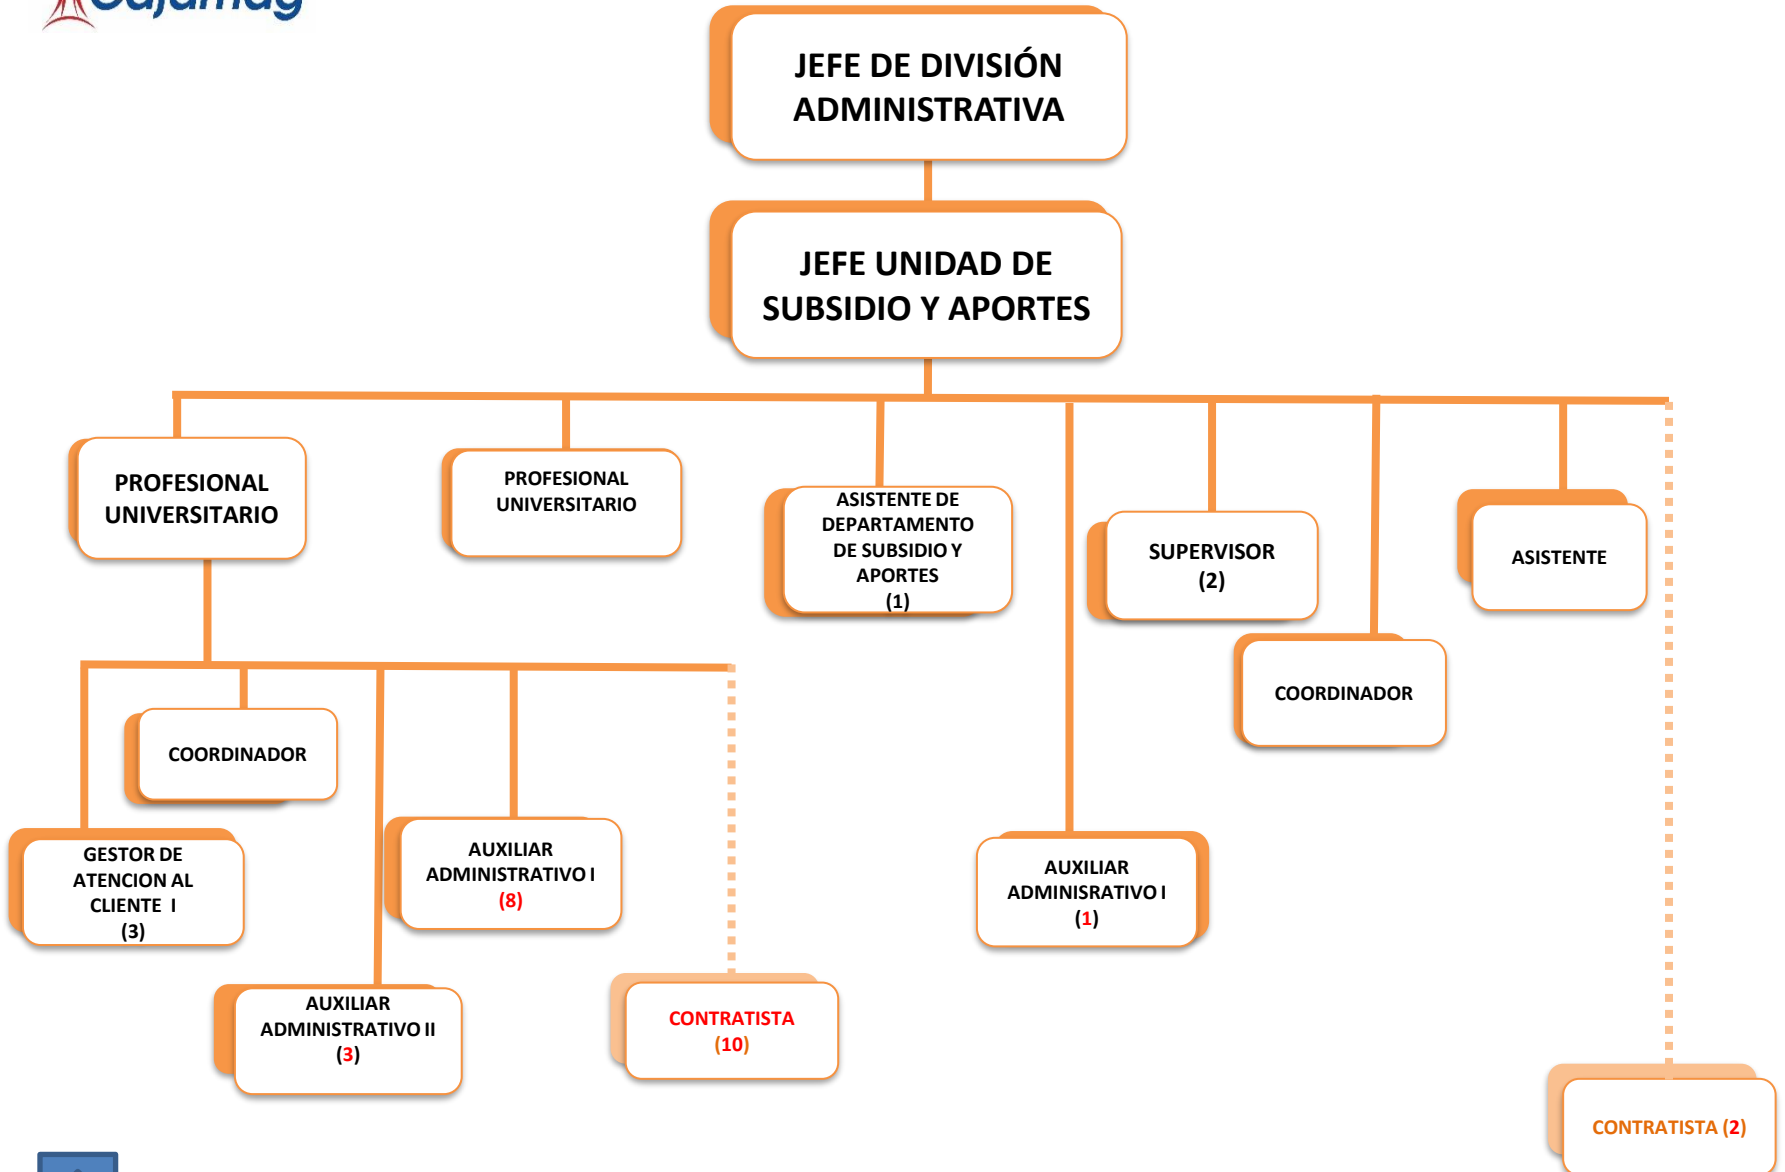 Cajamag
JEFE DE DIVISIÓN
ADMINISTRATIVA
JEFE UNIDAD DE
SUBSIDIO Y APORTES
PROFESIONAL
UNIVERSITARIO
PROFESIONAL
UNIVERSITARIO
ASISTENTE DE
DEPARTAMENTO
DE SUBSIDIO Y
APORTES
(1)
SUPERVISOR
(2)
ASISTENTE
COORDINADOR
COORDINADOR
GESTOR DE
ATENCION AL
CLIENTE I
(3)
AUXILIAR
ADMINISTRATIVO I
(8)
AUXILIAR
ADMINISRATIVO I
(1)
AUXILIAR
ADMINISTRATIVO II
(3)
CONTRATISTA
(10)
CONTRATISTA (2)